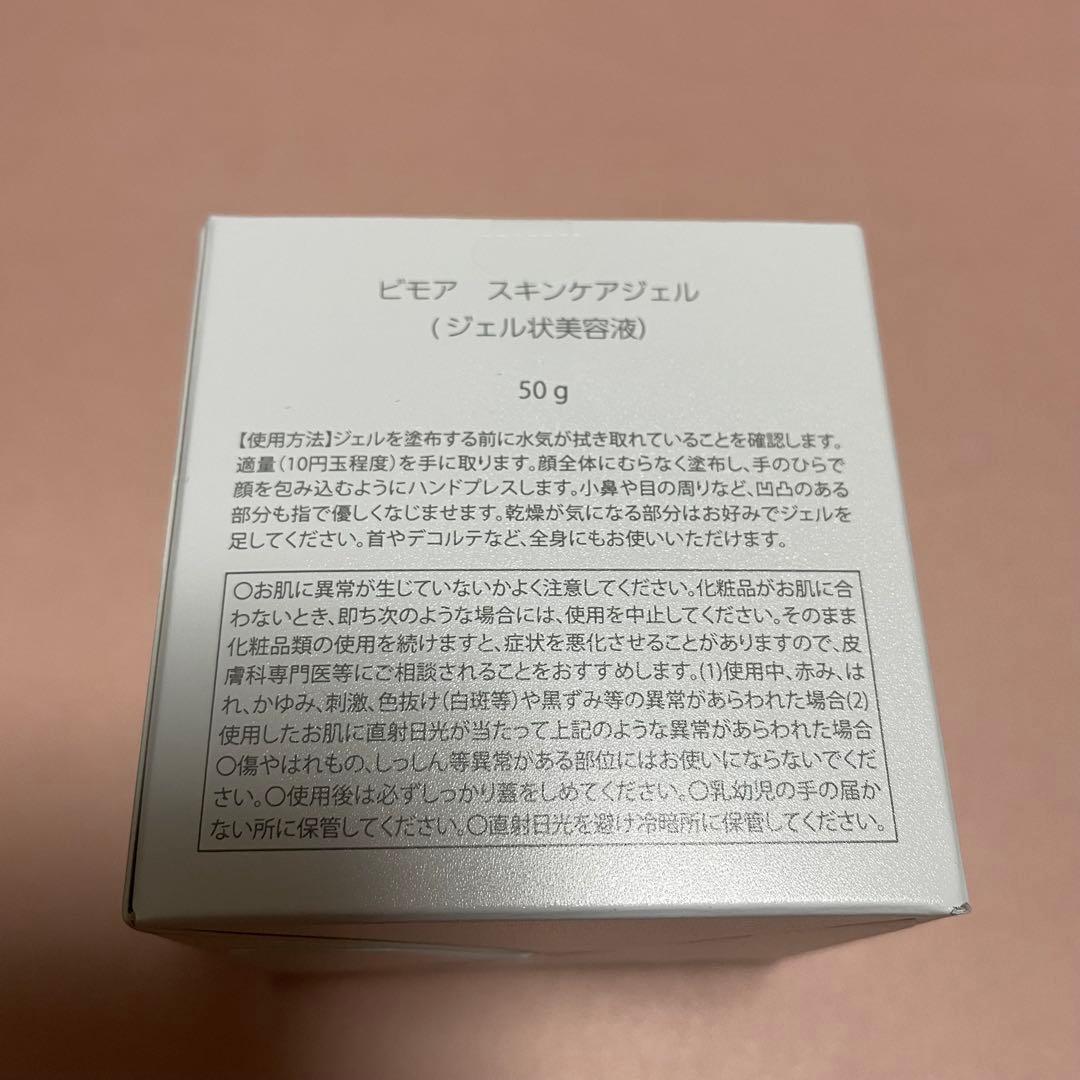 ビモア　スキンケアジェル
(ジェル状美容液)
50 g
【使用方法】ジェルを塗布する前に水気が拭き取れていることを確認します。
適量(10円玉程度)を手に取ります。顔全体にむらなく塗布し、手のひらで
顔を包み込むようにハンドプレスします。小鼻や目の周りなど、凹凸のある
部分も指で優しくなじませます。乾燥が気になる部分はお好みでジェルを
足してください。首やデコルテなど、全身にもお使いいただけます。
○お肌に異常が生じていないかよく注意してください。化粧品がお肌に合
わないとき、即ち次のような場合には、使用を中止してください。そのまま
化粧品類の使用を続けますと、症状を悪化させることがありますので、皮
膚科専門医等にご相談されることをおすすめします。(1)使用中、赤み、は
れ、かゆみ、刺激、色抜け(白斑等)や黒ずみ等の異常があらわれた場合(2)
使用したお肌に直射日光が当たって上記のような異常があらわれた場合
○傷やはれもの、しっしん等異常がある部位にはお使いにならないでくだ
さい。○使用後は必ずしっかり蓋をしめてください。○乳幼児の手の届か
ない所に保管してください。○直射日光を避け冷暗所に保管してください。